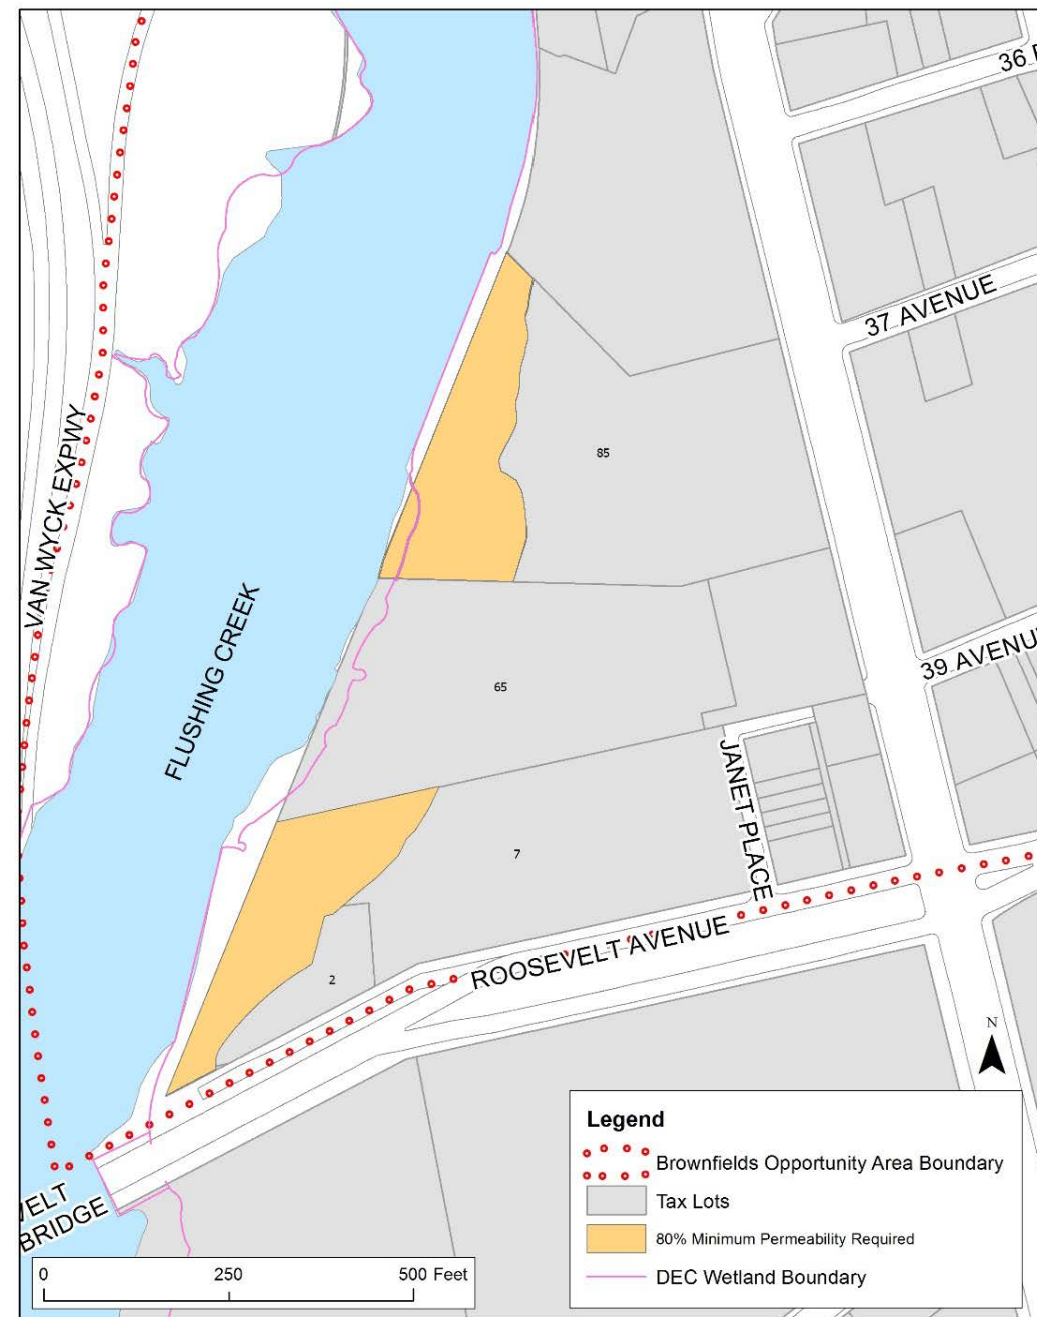 36
37 AVENUE
VAN WYCK EXPWY
85
FLUSHING CREEK
39 AVENU
65
JANET PLACE
7
ROOSEVELT AVENUE
2
N
VELT
BRIDGE
Legend
Brownfields Opportunity Area Boundary
Tax Lots
80% Minimum Permeability Required
DEC Wetland Boundary
0 250 500 Feet